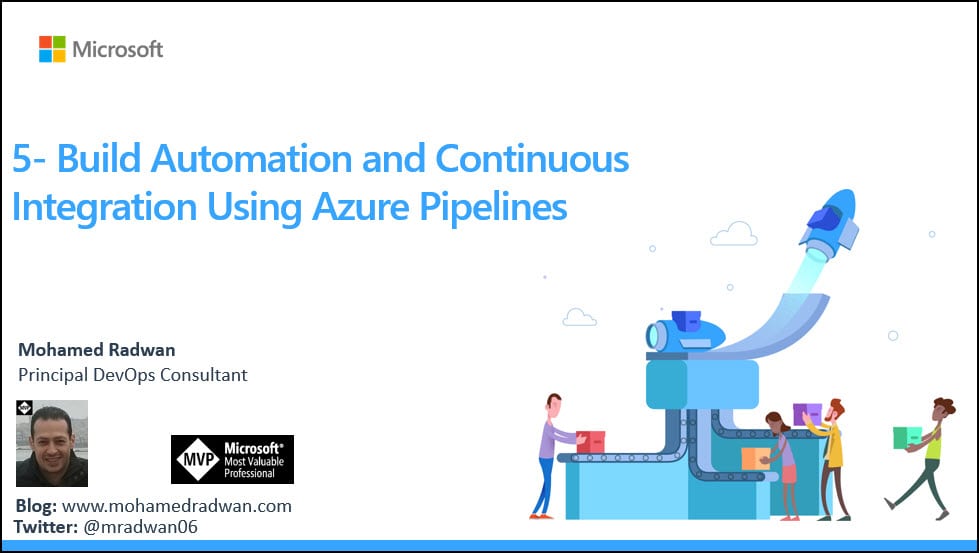 Microsoft
5- Build Automation and Continuous
Integration Using Azure Pipelines
Mohamed Radwan
Principal DevOps Consultant
MVP
MVP
Microsoft®
Most Valuable
Professional
Blog: www.mohamedradwan.com
Twitter: @mradwan06